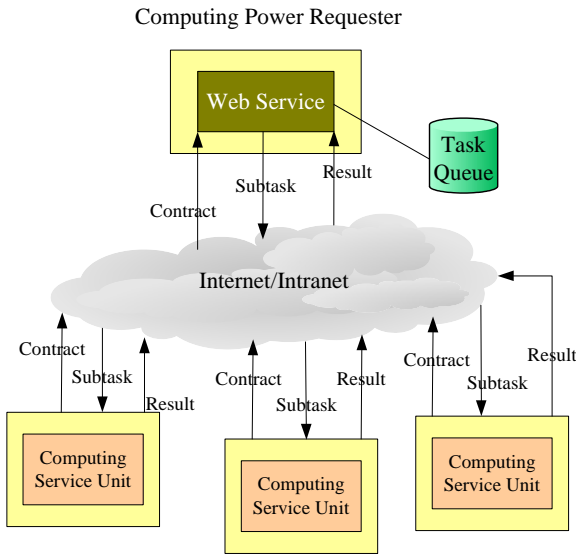 Computing Power Requester
Web Service
Task
Queue
Contract
Subtask
Result
Internet/Intranet
Contract
Subtask
Result
Contract
Subtask
Result
Contract
Subtask
Result
Computing
Service Unit
Computing
Service Unit
Computing
Service Unit